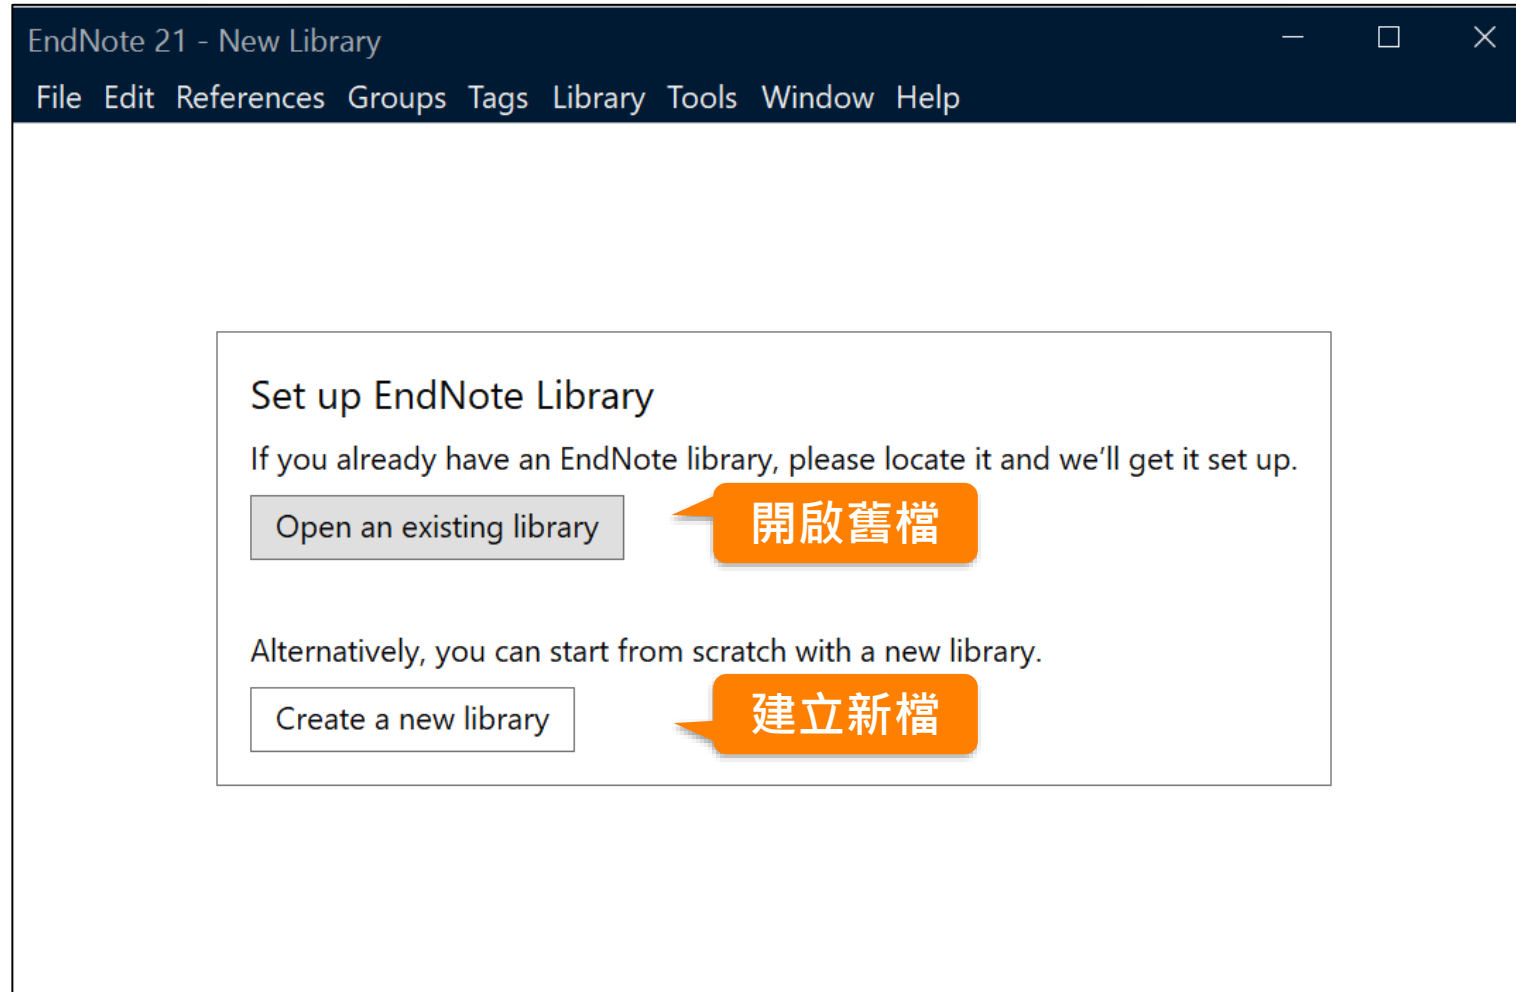 EndNote 21 - New Library
File Edit References Groups Tags Library Tools Window Help
Set up EndNote Library
If you already have an EndNote library, please locate it and we’ll get it set up.
Open an existing library
開啟舊檔
Alternatively, you can start from scratch with a new library.
Create a new library
建立新檔